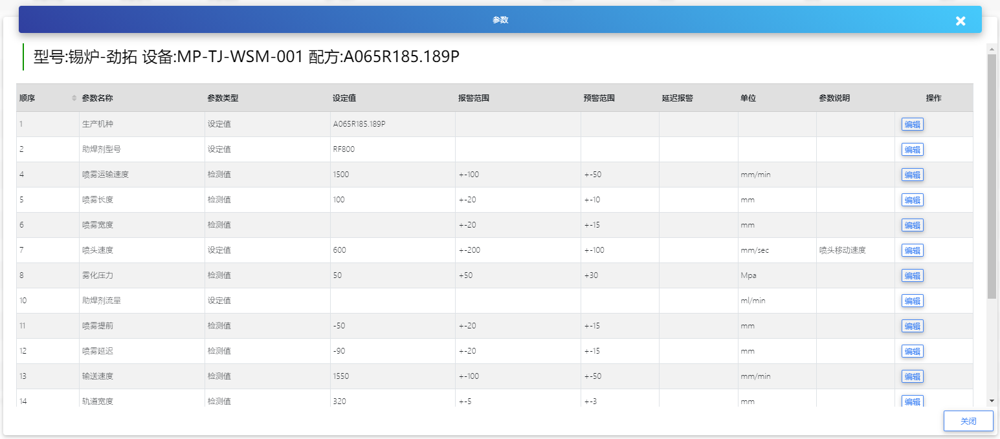 参数
型号:锡炉-劲拓 设备:MP-TJ-WSM-001 配方:A065R185.189P
顺序 参数名称 参数类型 设定值 报警范围 预警范围 延迟报警 单位 参数说明 操作
1 生产机种 设定值 A065R185.189P 编辑
2 助焊剂型号 设定值 RF800 编辑
4 喷雾运输速度 检测值 1500 +-100 +-50 mm/min 编辑
5 喷雾长度 检测值 100 +-20 +-10 mm 编辑
6 喷雾宽度 检测值 +-20 +-15 mm 编辑
7 喷头速度 设定值 600 +-200 +-100 mm/sec 喷头移动速度 编辑
8 雾化压力 检测值 50 +50 +30 Mpa 编辑
10 助焊剂流量 设定值 ml/min 编辑
11 喷雾提前 检测值 -50 +-20 +-15 mm 编辑
12 喷雾延迟 检测值 -90 +-20 +-15 mm 编辑
13 输送速度 检测值 1550 +-100 +-50 mm/min 编辑
14 轨道宽度 检测值 320 +-5 +-3 mm 编辑
关闭